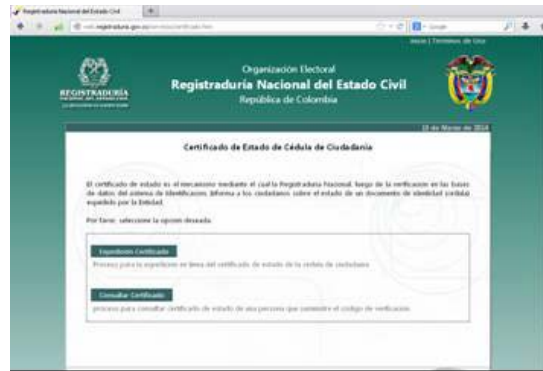 Registraduría Nacional del Estado Civil
Inicio | Términos de Uso
Organización Electoral
Registraduría Nacional del Estado Civil
República de Colombia
REGISTRADURÍA
de Marzo de 2014
Certificado de Estado de Cédula de Ciudadanía
El certificado de estado es el mecanismo mediante el cual la Registraduría Nacional, luego de la verificación en las bases
de datos del sistema de identificación, informa a los ciudadanos sobre el estado de un documento de identidad (cédula)
expedido por la Entidad.
Por favor, seleccione la opcion deseada.
Expedición Certificado
Proceso para la expedición en línea del certificado de estado de la cédula de ciudadanía
Consultar Certificado
proceso para consultar certificado de estado de una persona que suministre el código de verificación